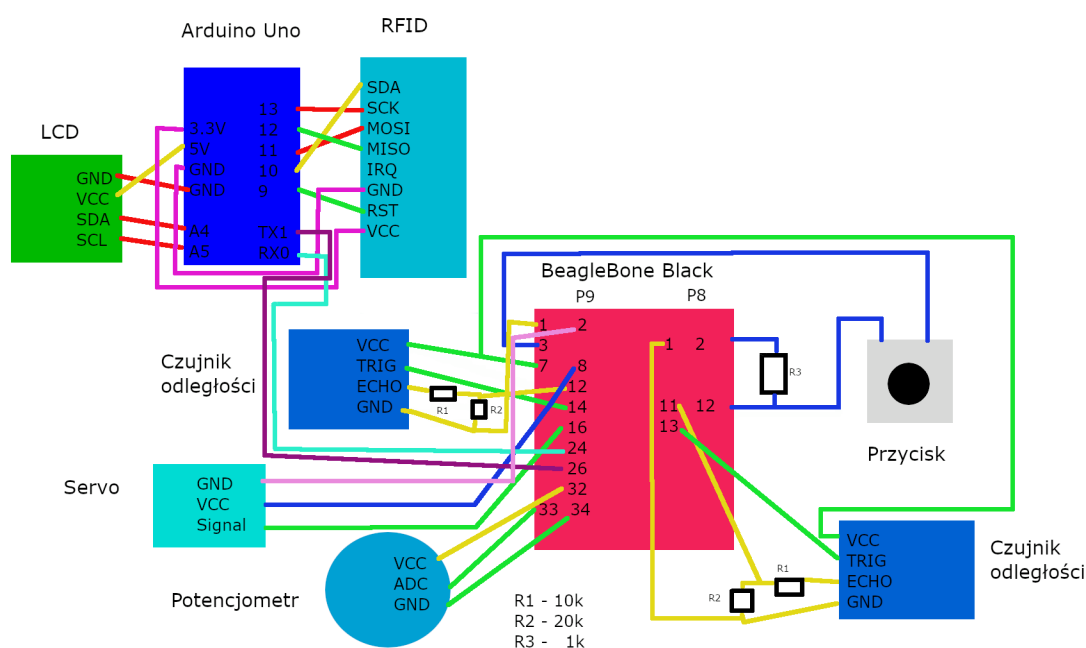 Arduino Uno
RFID
LCD
GND
VCC
SDA
SCL
3.3V
5V
GND
GND
A4
A5
13
12
11
10
9
TX1
RX0
SDA
SCK
MOSI
MISO
IRQ
GND
RST
VCC
BeagleBone Black
P9
P8
1
2
3
7
8
12
14
16
24
26
32
33
34
1
2
11
12
13
Czujnik
odległości
VCC
TRIG
ECHO
GND
R1
R2
R3
Przycisk
Servo
GND
VCC
Signal
Potencjometr
VCC
ADC
GND
R1 - 10k
R2 - 20k
R3 - 1k
R1
R2
VCC
TRIG
ECHO
GND
Czujnik
odległości